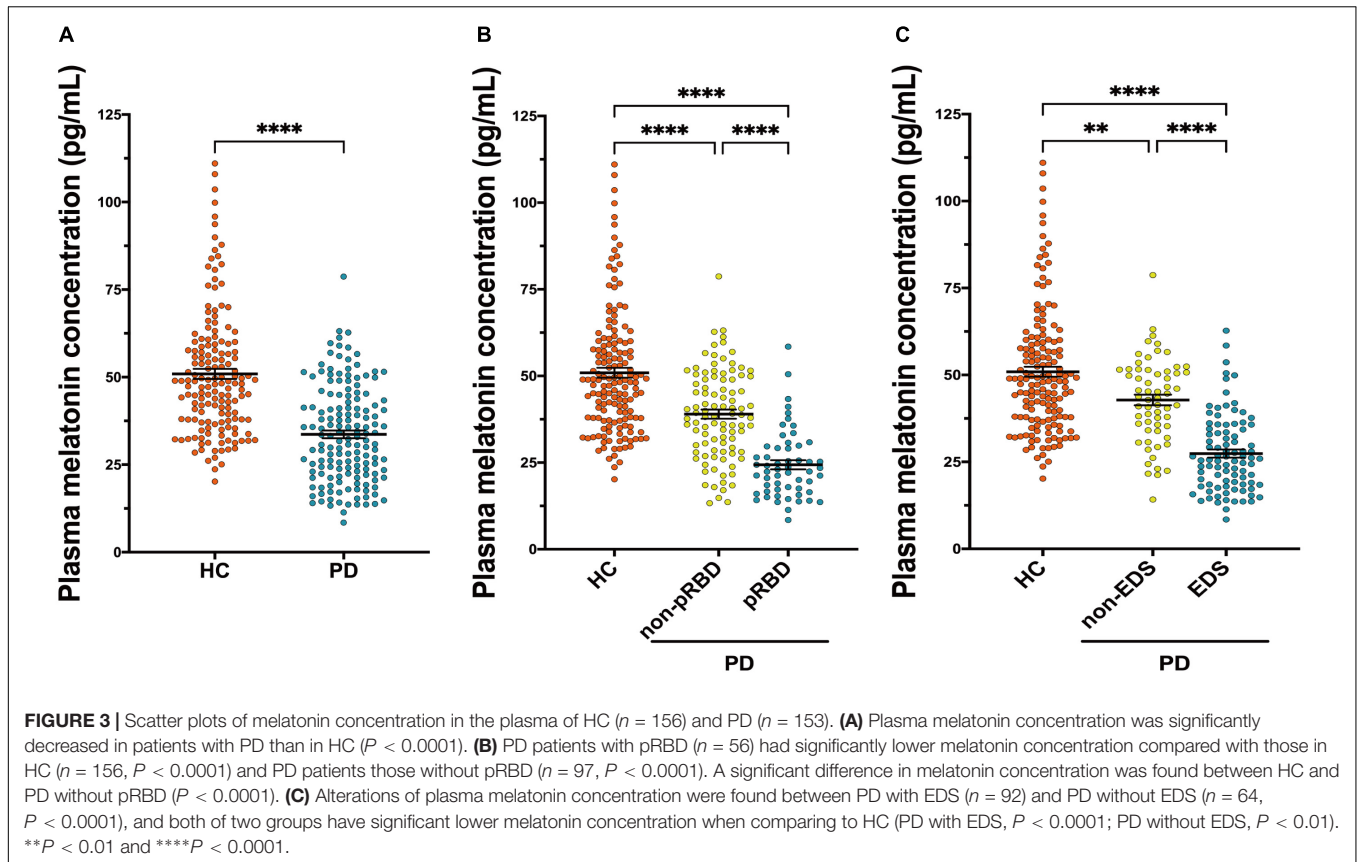 A
B
C
Plasma melatonin concentration (pg/mL)
125
100
75
50
25
0
****
HC
PD
Plasma melatonin concentration (pg/mL)
125
100
75
50
25
0
****
****
****
HC
non-pRBD
pRBD
PD
Plasma melatonin concentration (pg/mL)
125
100
75
50
25
0
****
**
****
HC
non-EDS
EDS
PD
FIGURE 3 | Scatter plots of melatonin concentration in the plasma of HC (n = 156) and PD (n = 153). (A) Plasma melatonin concentration was significantly
decreased in patients with PD than in HC (P < 0.0001). (B) PD patients with pRBD (n = 56) had significantly lower melatonin concentration compared with those in
HC (n = 156, P < 0.0001) and PD patients those without pRBD (n = 97, P < 0.0001). A significant difference in melatonin concentration was found between HC and
PD without pRBD (P < 0.0001). (C) Alterations of plasma melatonin concentration were found between PD with EDS (n = 92) and PD without EDS (n = 64,
P < 0.0001), and both of two groups have significant lower melatonin concentration when comparing to HC (PD with EDS, P < 0.0001; PD without EDS, P < 0.01).
**P < 0.01 and ****P < 0.0001.